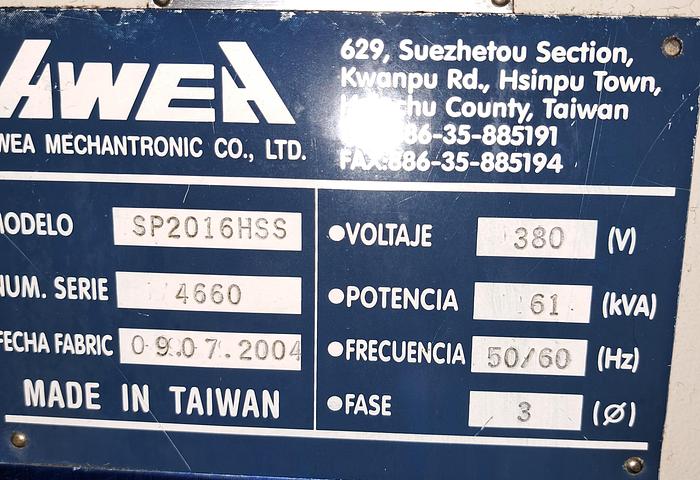 AWEA
WEA MECHANTRONIC CO., LTD.
629, Suezhetou Section,
Kwanpu Rd., Hsinpu Town,
County, Taiwan
86-35-885191
FAX:886-35-885194
MODELO SP2016HSS
NUM. SERIE 4660
FECHA FABRIC 09.07.2004
MADE IN TAIWAN
●VOLTAJE 380 (V)
●POTENCIA 61 (kVA)
●FRECUENCIA 50/60 (Hz)
●FASE 3 (Ø)